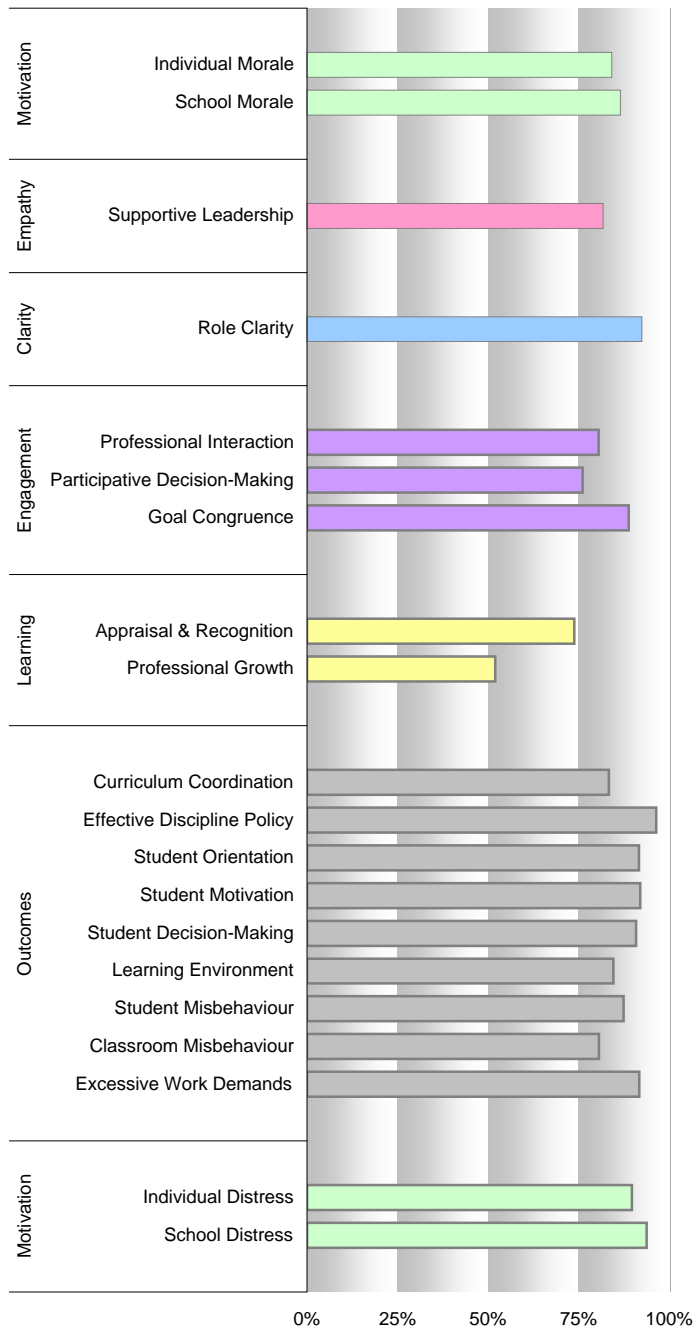 Motivation
Individual Morale
School Morale
Empathy
Supportive Leadership
Clarity
Role Clarity
Engagement
Professional Interaction
Participative Decision-Making
Goal Congruence
Learning
Appraisal & Recognition
Professional Growth
Outcomes
Curriculum Coordination
Effective Discipline Policy
Student Orientation
Student Motivation
Student Decision-Making
Learning Environment
Student Misbehaviour
Classroom Misbehaviour
Excessive Work Demands
Motivation
Individual Distress
School Distress
0% 25% 50% 75% 100%